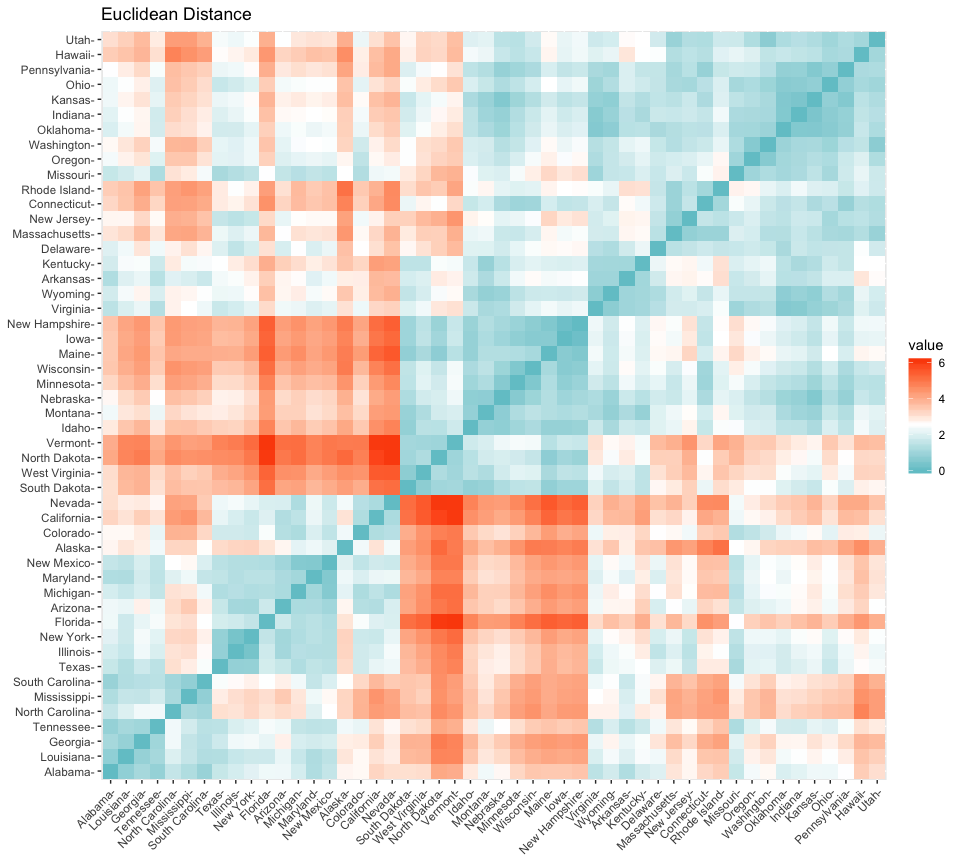 Euclidean Distance
Utah-
Hawaii-
Pennsylvania-
Ohio-
Kansas-
Indiana-
Oklahoma-
Washington-
Oregon-
Missouri-
Rhode Island-
Connecticut-
New Jersey-
Massachusetts-
Delaware-
Kentucky-
Arkansas-
Wyoming-
Virginia-
New Hampshire-
Iowa-
Maine-
Wisconsin-
Minnesota-
Nebraska-
Montana-
Idaho-
Vermont-
North Dakota-
West Virginia-
South Dakota-
Nevada-
California-
Colorado-
Alaska-
New Mexico-
Maryland-
Michigan-
Arizona-
Florida-
New York-
Illinois-
Texas-
South Carolina-
Mississippi-
North Carolina-
Tennessee-
Georgia-
Louisiana-
Alabama-
value
6
4
2
0
Alabama-
Louisiana-
Georgia-
Tennessee-
North Carolina-
Mississippi-
South Carolina-
Texas-
Illinois-
New York-
Florida-
Arizona-
Michigan-
Maryland-
New Mexico-
Alaska-
Colorado-
California-
Nevada-
South Dakota-
West Virginia-
North Dakota-
Vermont-
Idaho-
Montana-
Nebraska-
Minnesota-
Wisconsin-
Maine-
Iowa-
New Hampshire-
Virginia-
Wyoming-
Arkansas-
Kentucky-
Delaware-
Massachusetts-
New Jersey-
Connecticut-
Rhode Island-
Missouri-
Oregon-
Washington-
Oklahoma-
Indiana-
Kansas-
Ohio-
Pennsylvania-
Hawaii-
Utah-